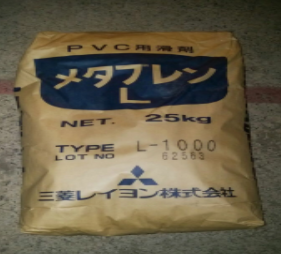 PVC用滑剤
メタブレン
L
NET. 25kg
TYPE L-1000
LOT NO 62563
三菱レイヨン株式会社